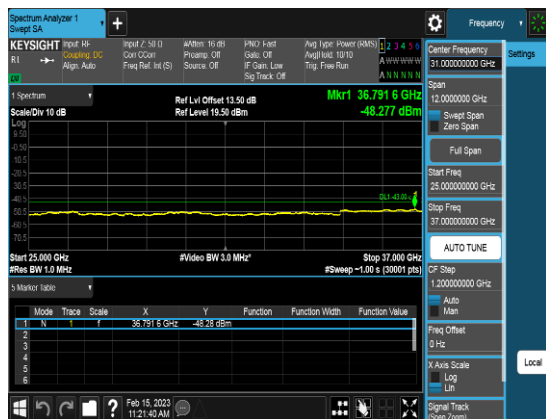 Spectrum Analyzer 1
Swept SA
Frequency
KEYSIGHT
Input: RF
Coupling: DC
Align: Auto
Input Z: 50 Ω
Corr CCorr
Freq Ref: Int (S)
#Atten: 16 dB
Preamp: Off
Source: Off
PNO: Fast
Gate: Off
IF Gain: Low
Sig Track: Off
Avg Type: Power (RMS)
Avg|Hold: 10/10
Trig: Free Run
1 2 3 4 5 6
A W W W W W
A N N N N N
1 Spectrum
Scale/Div 10 dB
Ref Lvl Offset 13.50 dB
Ref Level 19.50 dBm
Mkr1 36.791 6 GHz
-48.277 dBm
Log
9.50
-0.50
-10.5
-20.5
-30.5
-40.5
-50.5
-60.5
-70.5
DL1 -43.00
Start 25.000 GHz
#Res BW 1.0 MHz
#Video BW 3.0 MHz*
Stop 37.000 GHz
#Sweep ~1.00 s (30001 pts)
5 Marker Table
Mode Trace Scale X Y Function Function Width Function Value
1 N 1 f 36.791 6 GHz -48.28 dBm
2
3
4
5
6
Feb 15, 2023
11:21:40 AM
Center Frequency
31.000000000 GHz
Settings
Span
12.0000000 GHz
Swept Span
Zero Span
Full Span
Start Freq
25.000000000 GHz
Stop Freq
37.000000000 GHz
AUTO TUNE
CF Step
1.200000000 GHz
Auto
Man
Freq Offset
0 Hz
X Axis Scale
Log
Lin
Local
Signal Track
(Span Zoom)